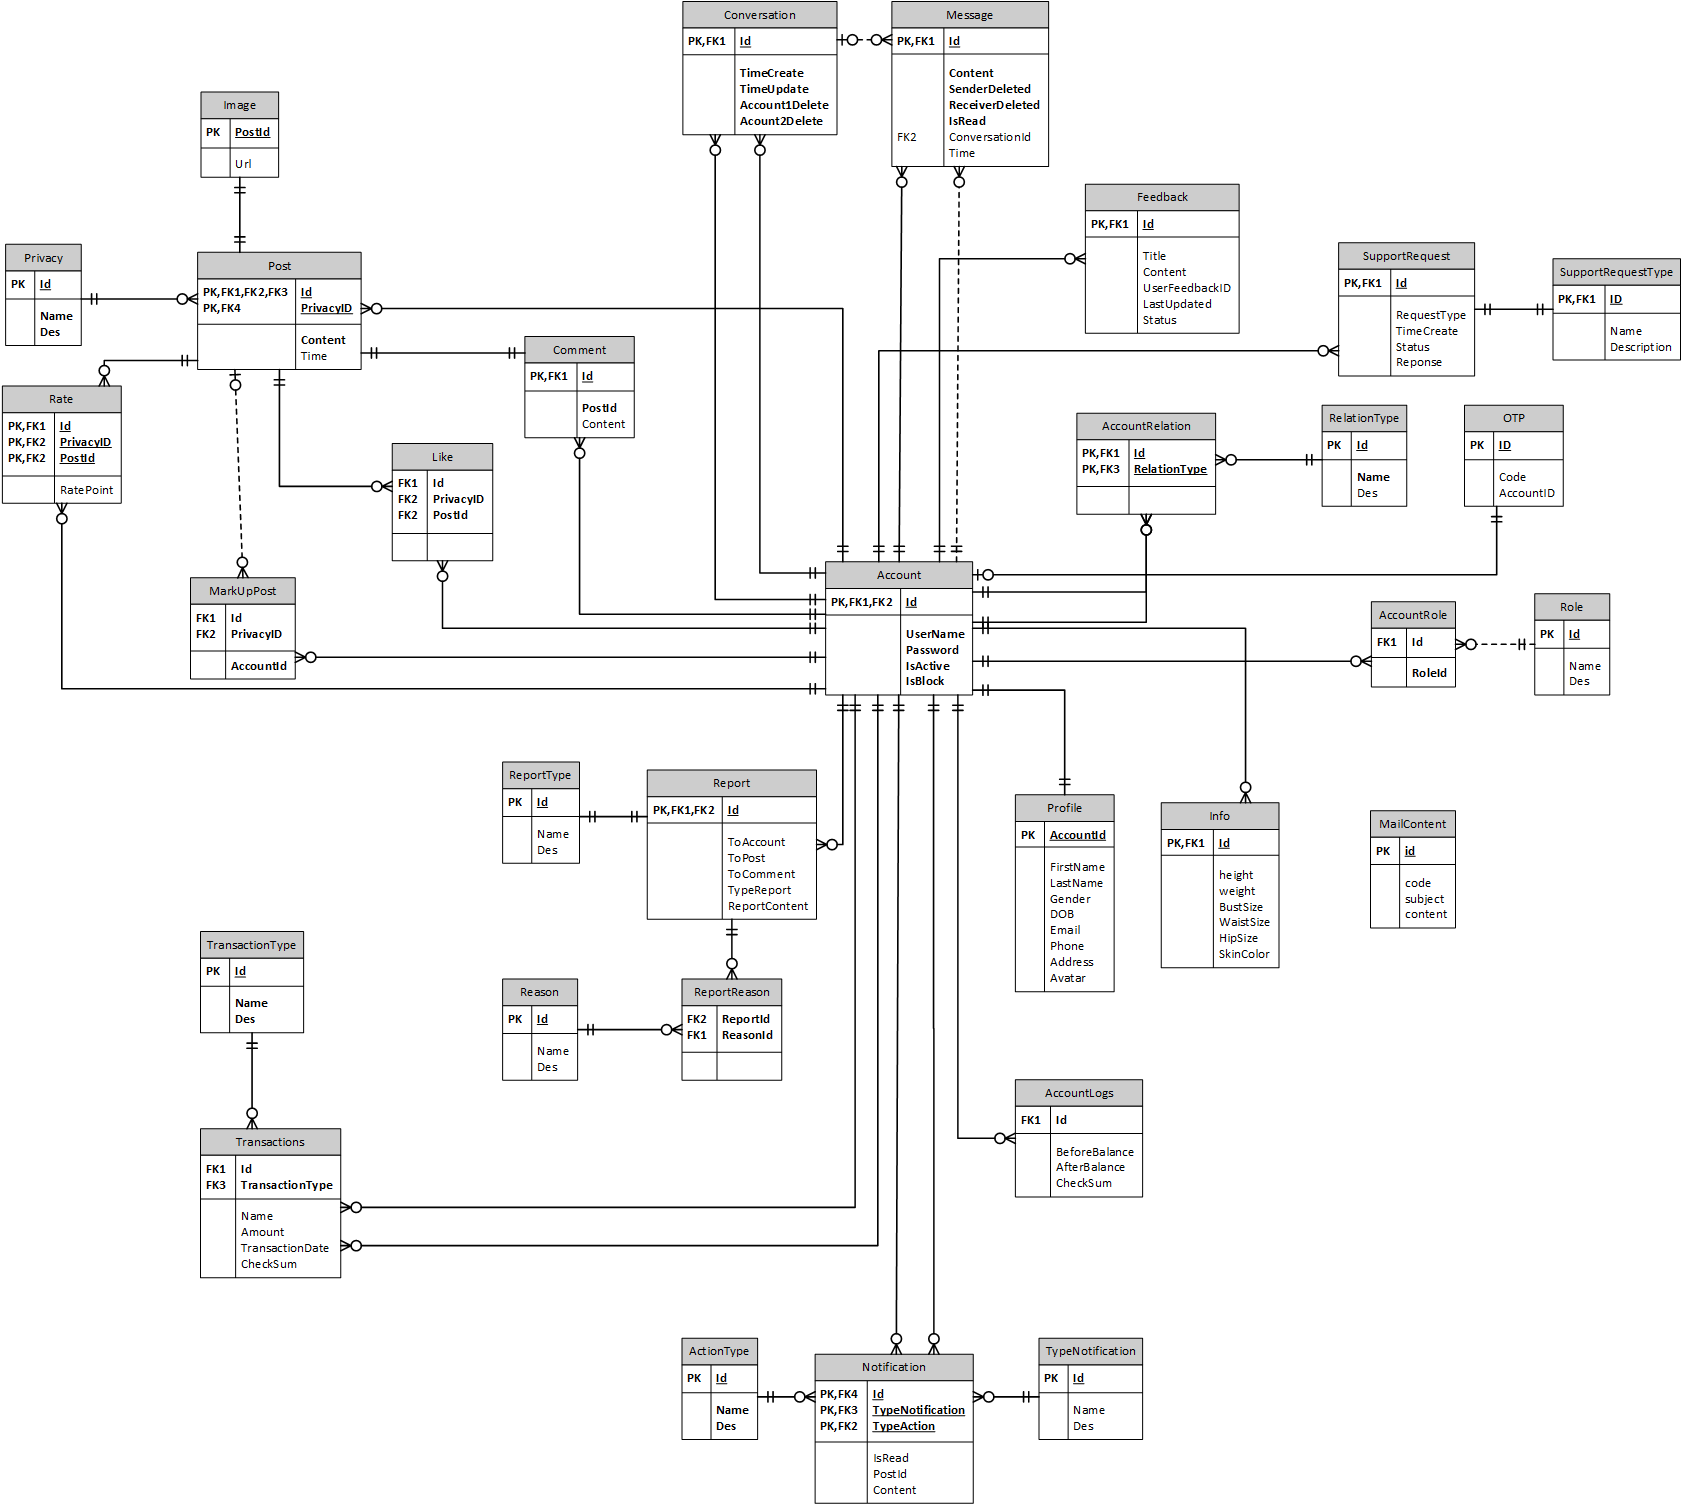 Conversation
PK,FK1 Id
TimeCreate
TimeUpdate
Account1Delete
Acount2Delete
Message
PK,FK1 Id
Content
SenderDeleted
ReceiverDeleted
IsRead
FK2 ConversationId
Time
Image
PK PostId
Url
Feedback
PK,FK1 Id
Title
Content
UserFeedbackID
LastUpdated
Status
Privacy
PK Id
Name
Des
Post
PK,FK1,FK2,FK3 Id
PK,FK4 PrivacyID
Content
Time
SupportRequest
PK,FK1 Id
RequestType
TimeCreate
Status
Reponse
SupportRequestType
PK,FK1 ID
Name
Description
Comment
PK,FK1 Id
PostId
Content
Rate
PK,FK1 Id
PK,FK2 PrivacyID
PK,FK2 PostId
RatePoint
Like
FK1 Id
FK2 PrivacyID
FK2 PostId
AccountRelation
PK,FK1 Id
PK,FK3 RelationType
RelationType
PK Id
Name
Des
OTP
PK ID
Code
AccountID
MarkUpPost
FK1 Id
FK2 PrivacyID
AccountId
Account
PK,FK1,FK2 Id
UserName
Password
IsActive
IsBlock
AccountRole
FK1 Id
RoleId
Role
PK Id
Name
Des
ReportType
PK Id
Name
Des
Report
PK,FK1,FK2 Id
ToAccount
ToPost
ToComment
TypeReport
ReportContent
Profile
PK AccountId
FirstName
LastName
Gender
DOB
Email
Phone
Address
Avatar
Info
PK,FK1 Id
height
weight
BustSize
WaistSize
HipSize
SkinColor
MailContent
PK id
code
subject
content
TransactionType
PK Id
Name
Des
Reason
PK Id
Name
Des
ReportReason
FK2 ReportId
FK1 ReasonId
AccountLogs
FK1 Id
BeforeBalance
AfterBalance
CheckSum
Transactions
FK1 Id
FK3 TransactionType
Name
Amount
TransactionDate
CheckSum
ActionType
PK Id
Name
Des
Notification
PK,FK4 Id
PK,FK3 TypeNotification
PK,FK2 TypeAction
IsRead
PostId
Content
TypeNotification
PK Id
Name
Des